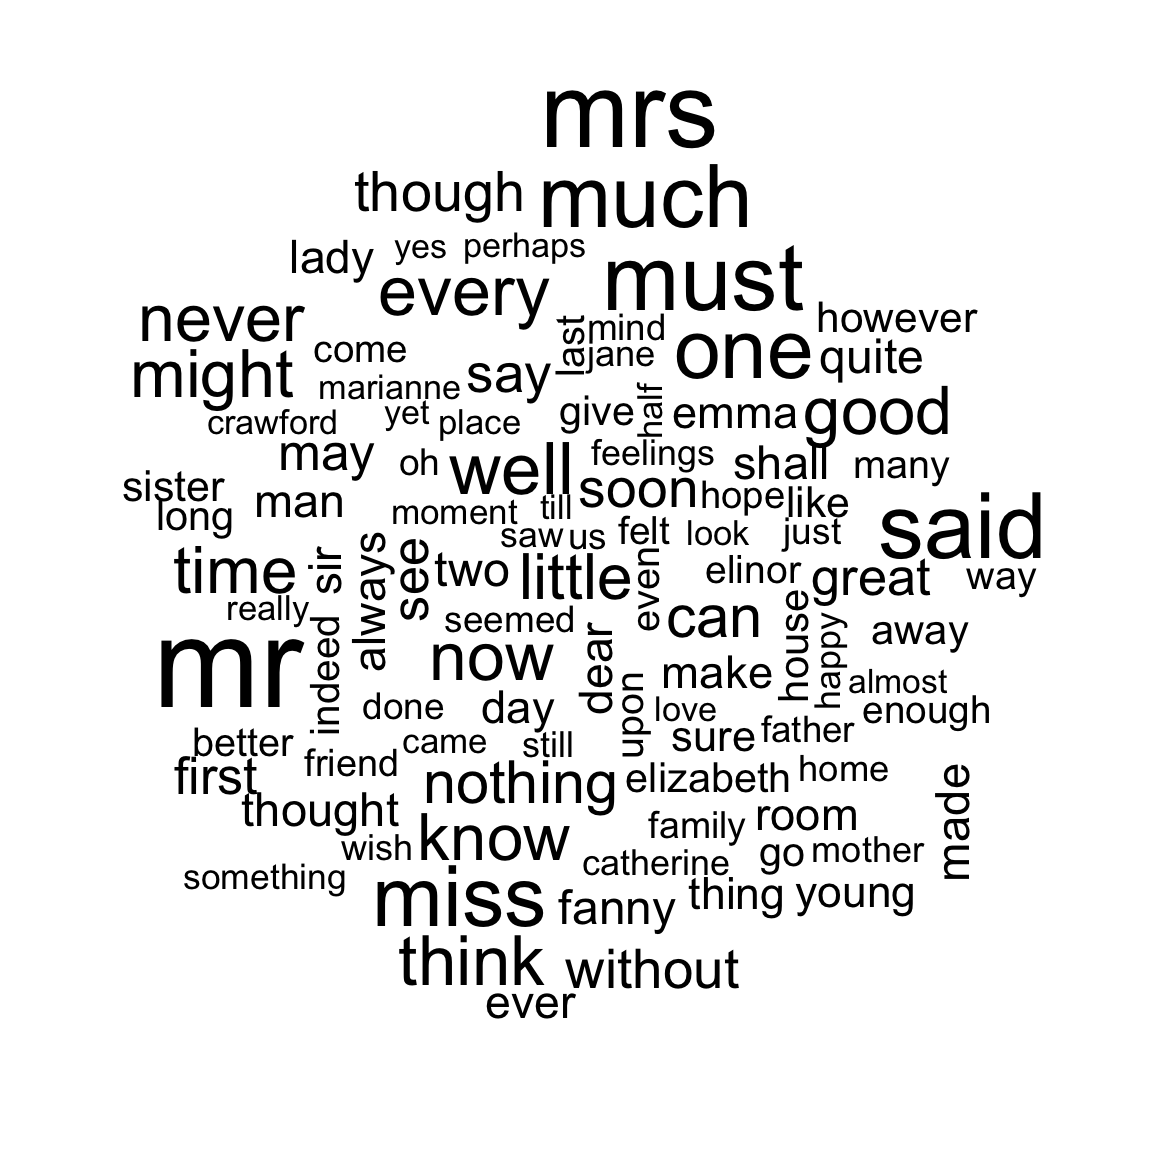 mrs
though much
lady yes perhaps
every must
never last mind however
might come jane one quite
marianne say
crawford yet place give half emma good
may oh well feelings shall many
sister man soon hope like
long moment till said
saw us felt look just
time sir always see two little even elinor great way
really seemed can house happy away
mr indeed now dear make
done day upon love almost
enough
better came still sure father
first friend nothing elizabeth home made
thought family room
wish know catherine go mother
something miss fanny thing young
think without
ever